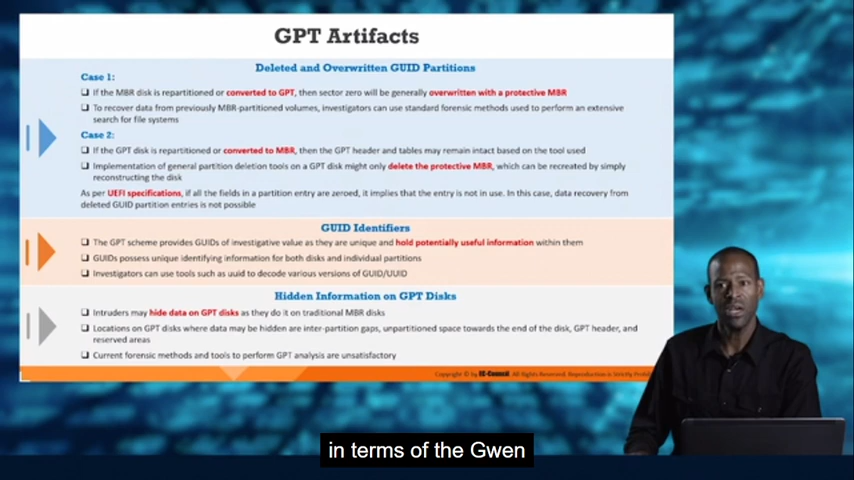 GPT Artifacts
Deleted and Overwritten GUID Partitions
Case 1:
❑ If the MBR disk is repartitioned or converted to GPT, then sector zero will be generally overwritten with a protective MBR
❑ To recover data from previously MBR-partitioned volumes, investigators can use standard forensic methods used to perform an extensive
search for file systems
Case 2:
❑ If the GPT disk is repartitioned or converted to MBR, then the GPT header and tables may remain intact based on the tool used
❑ Implementation of general partition deletion tools on a GPT disk might only delete the protective MBR, which can be recreated by simply
reconstructing the disk
As per UEFI specifications, if all the fields in a partition entry are zeroed, it implies that the entry is not in use. In this case, data recovery from
deleted GUID partition entries is not possible
GUID Identifiers
❑ The GPT scheme provides GUIDs of investigative value as they are unique and hold potentially useful information within them
❑ GUIDs possess unique identifying information for both disks and individual partitions
❑ Investigators can use tools such as uuid to decode various versions of GUID/UUID
Hidden Information on GPT Disks
❑ Intruders may hide data on GPT disks as they do it on traditional MBR disks
❑ Locations on GPT disks where data may be hidden are inter-partition gaps, unpartitioned space towards the end of the disk, GPT header, and
reserved areas
❑ Current forensic methods and tools to perform GPT analysis are unsatisfactory
Copyright © by EC-Council. All Rights Reserved. Reproduction is Strictly
in terms of the Gwen